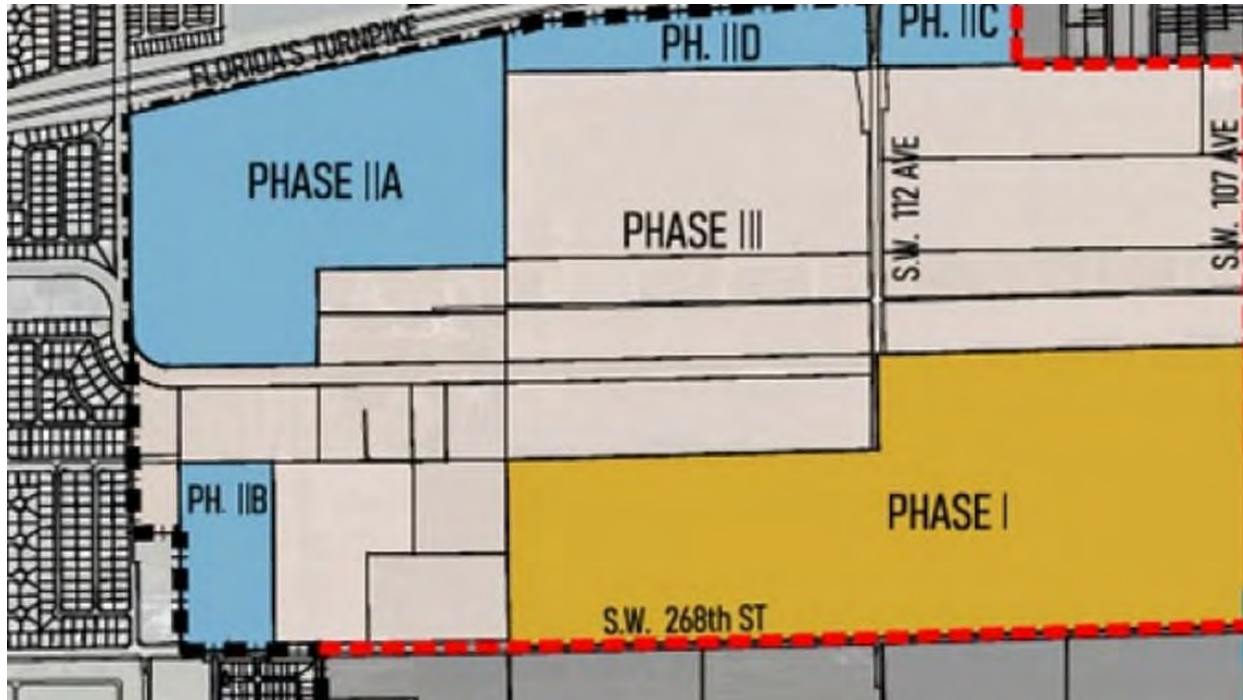 FLORIDA'S TURNPIKE
PH. IID
PH. IIC
PHASE IIA
PHASE III
S.W. 112 AVE
S.W. 107 AVE
PH. IIB
PHASE I
S.W. 268th ST